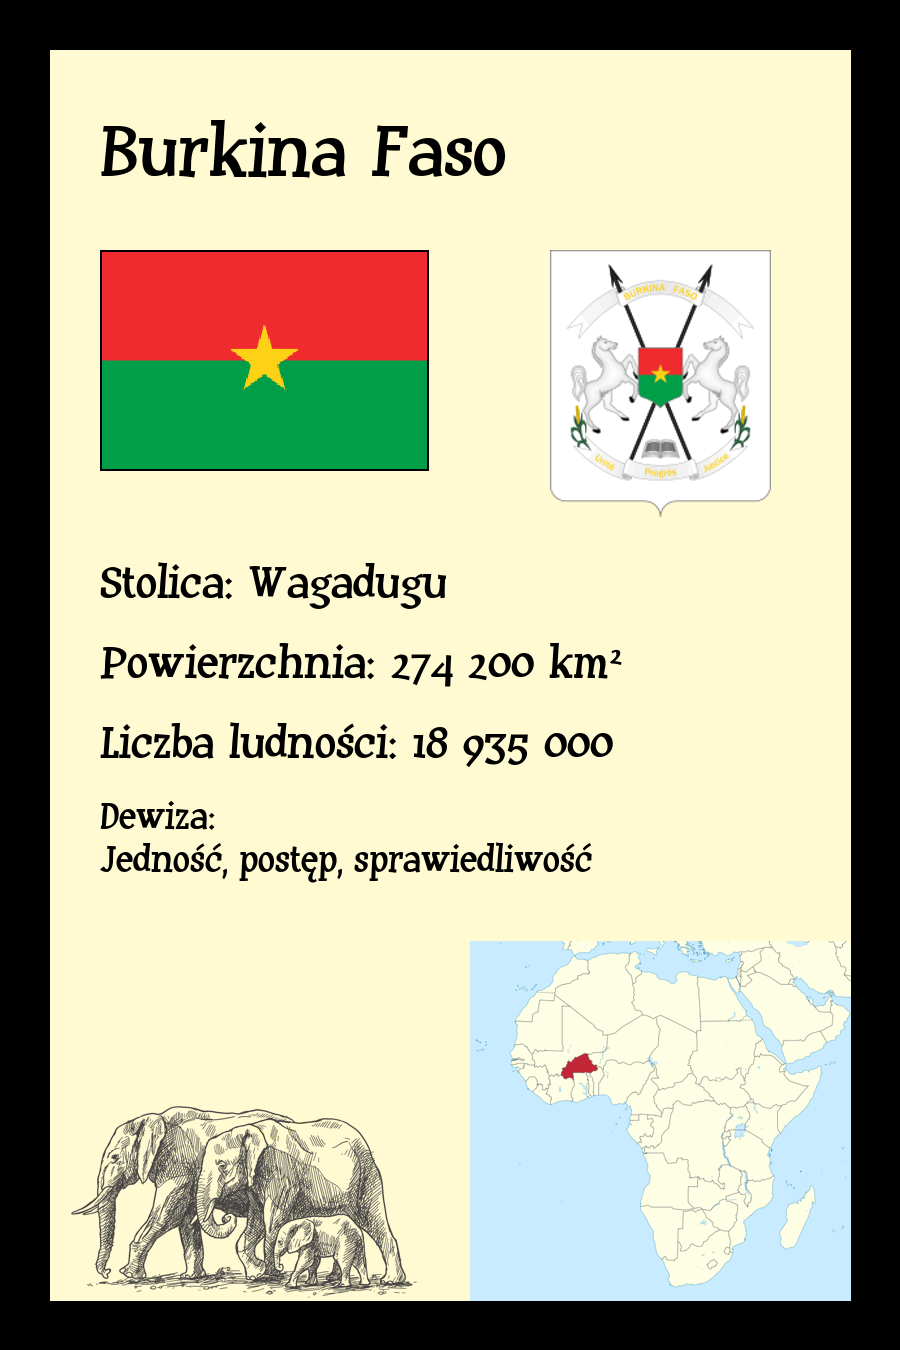 Burkina Faso
BURKINA FASO
Unité Progrès Justice
Stolica: Wagadugu
Powierzchnia: 274 200 km²
Liczba ludności: 18 935 000
Dewiza:
Jedność, postęp, sprawiedliwość